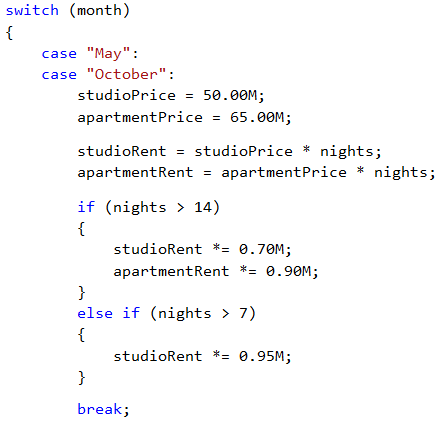 switch (month)
{
    case "May":
    case "October":
        studioPrice = 50.00M;
        apartmentPrice = 65.00M;
        studioRent = studioPrice * nights;
        apartmentRent = apartmentPrice * nights;
        if (nights > 14)
        {
            studioRent *= 0.70M;
            apartmentRent *= 0.90M;
        }
        else if (nights > 7)
        {
            studioRent *= 0.95M;
        }
        break;